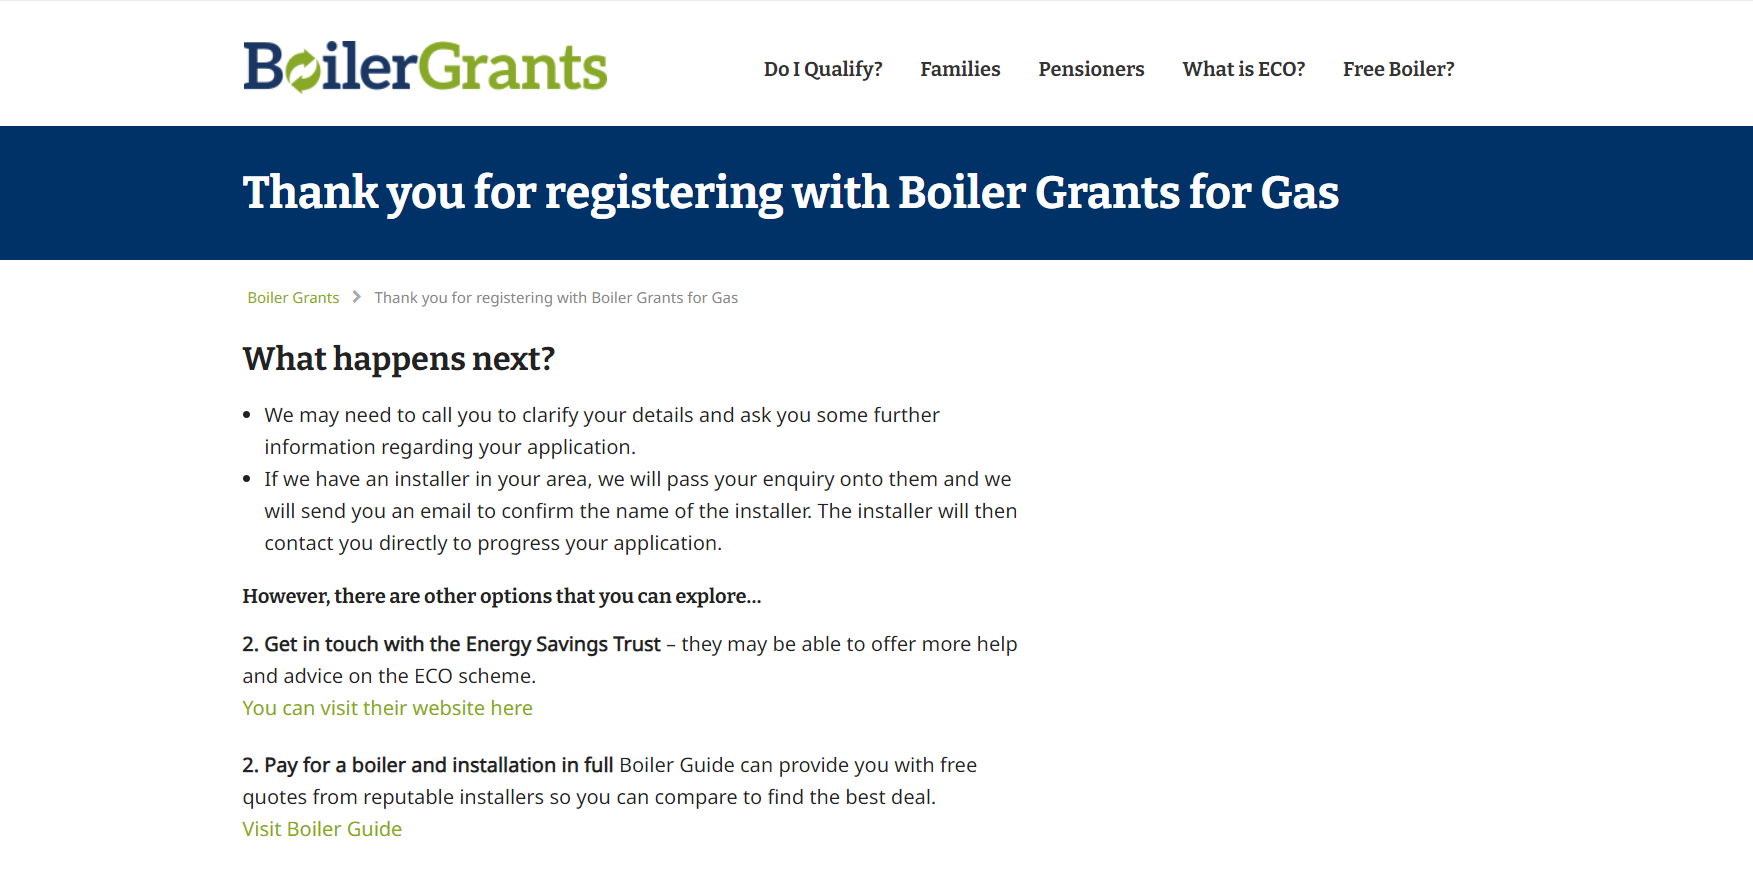 BoilerGrants
Do I Qualify? Families Pensioners What is ECO? Free Boiler?
Thank you for registering with Boiler Grants for Gas
Boiler Grants Thank you for registering with Boiler Grants for Gas
What happens next?
We may need to call you to clarify your details and ask you some further
information regarding your application.
If we have an installer in your area, we will pass your enquiry onto them and we
will send you an email to confirm the name of the installer. The installer will then
contact you directly to progress your application.
However, there are other options that you can explore…
2. Get in touch with the Energy Savings Trust – they may be able to offer more help
and advice on the ECO scheme.
You can visit their website here
2. Pay for a boiler and installation in full Boiler Guide can provide you with free
quotes from reputable installers so you can compare to find the best deal.
Visit Boiler Guide